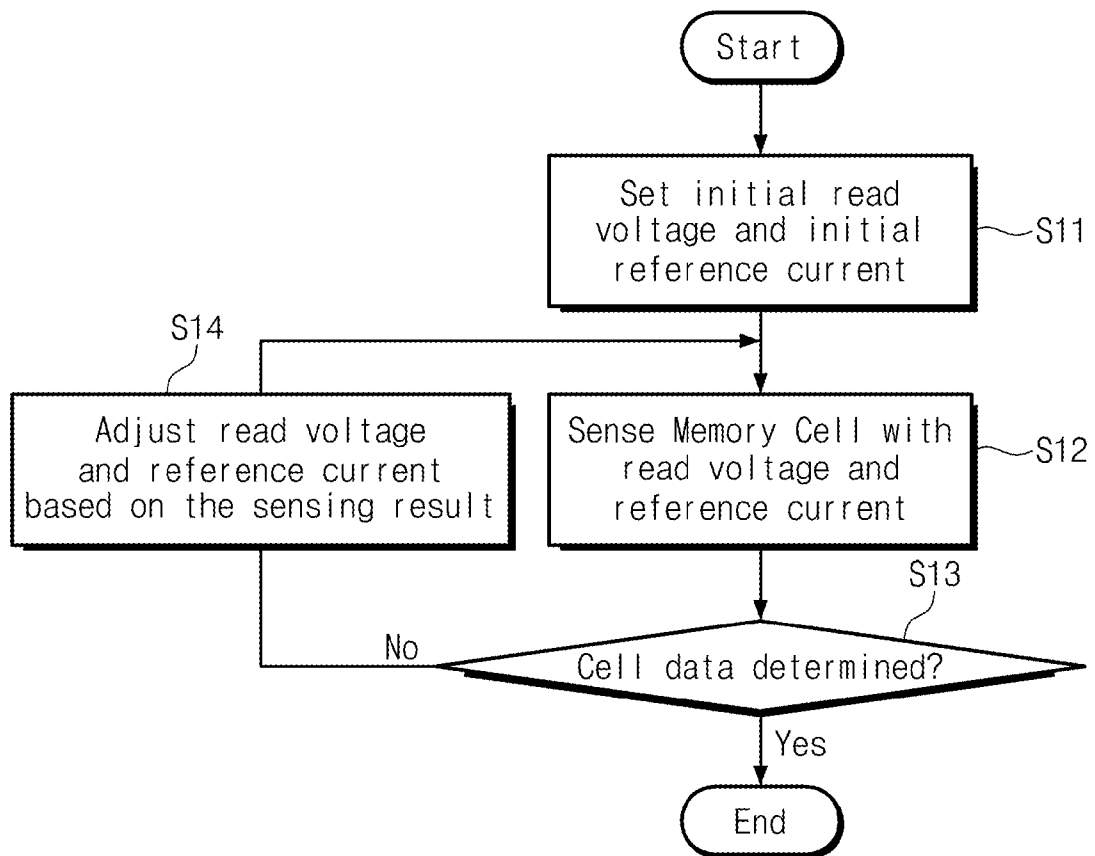 Start
Set initial read
voltage and initial
reference current
S11
S14
Adjust read voltage
and reference current
based on the sensing result
Sense Memory Cell with
read voltage and
reference current
S12
S13
No
Cell data determined?
Yes
End